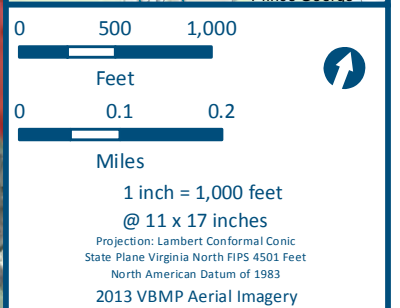 0 500 1,000
Feet
0 0.1 0.2
Miles
1 inch = 1,000 feet
@ 11 x 17 inches
Projection: Lambert Conformal Conic
State Plane Virginia North FIPS 4501 Feet
North American Datum of 1983
2013 VBMP Aerial Imagery